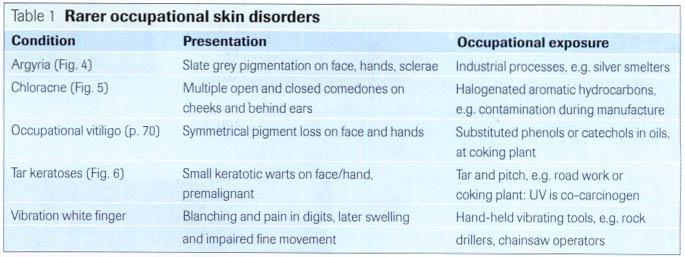 Table 1 Rarer occupational skin disorders
Condition Presentation Occupational exposure
Argyria (Fig. 4) Slate grey pigmentation on face, hands, sclerae Industrial processes, e.g. silver smelters
Chloracne (Fig. 5) Multiple open and closed comedones on Halogenated aromatic hydrocarbons,
cheeks and behind ears e.g. contamination during manufacture
Occupational vitiligo (p. 70) Symmetrical pigment loss on face and hands Substituted phenols or catechols in oils,
at coking plant
Tar keratoses (Fig. 6) Small keratotic warts on face/hand, Tar and pitch, e.g. road work or
premalignant coking plant: UV is co-carcinogen
Vibration white finger Blanching and pain in digits, later swelling Hand-held vibrating tools, e.g. rock
and impaired fine movement drillers, chainsaw operators